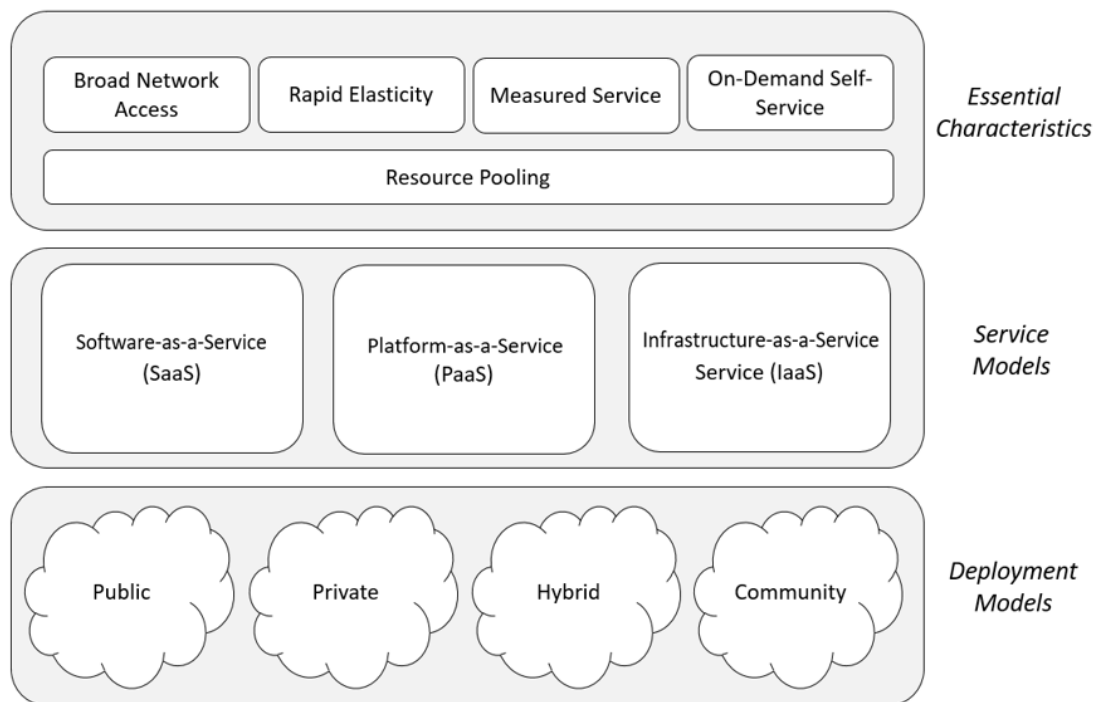 Broad Network
Access
Rapid Elasticity
Measured Service
On-Demand Self-
Service
Resource Pooling
Essential
Characteristics
Software-as-a-Service
(SaaS)
Platform-as-a-Service
(PaaS)
Infrastructure-as-a-Service
Service (IaaS)
Service
Models
Public
Private
Hybrid
Community
Deployment
Models